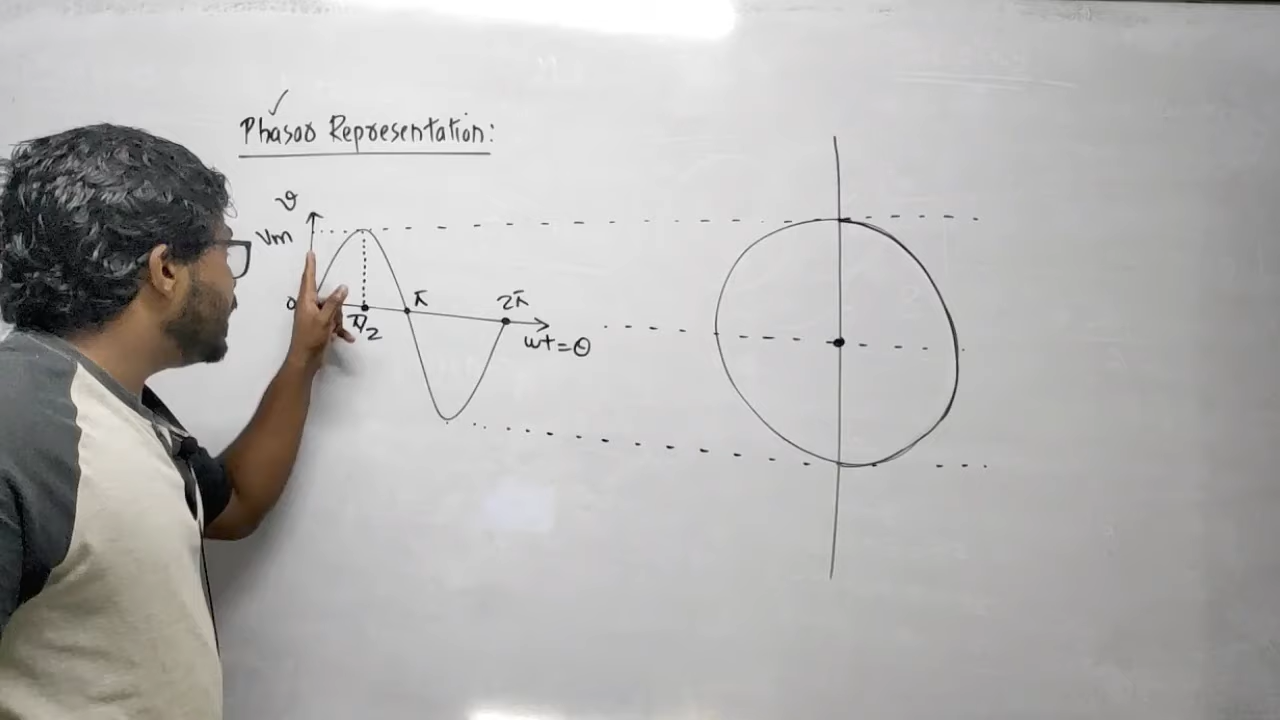 Phasor Representation:
v
Vm
0
π/2
π
2π
ωt=θ